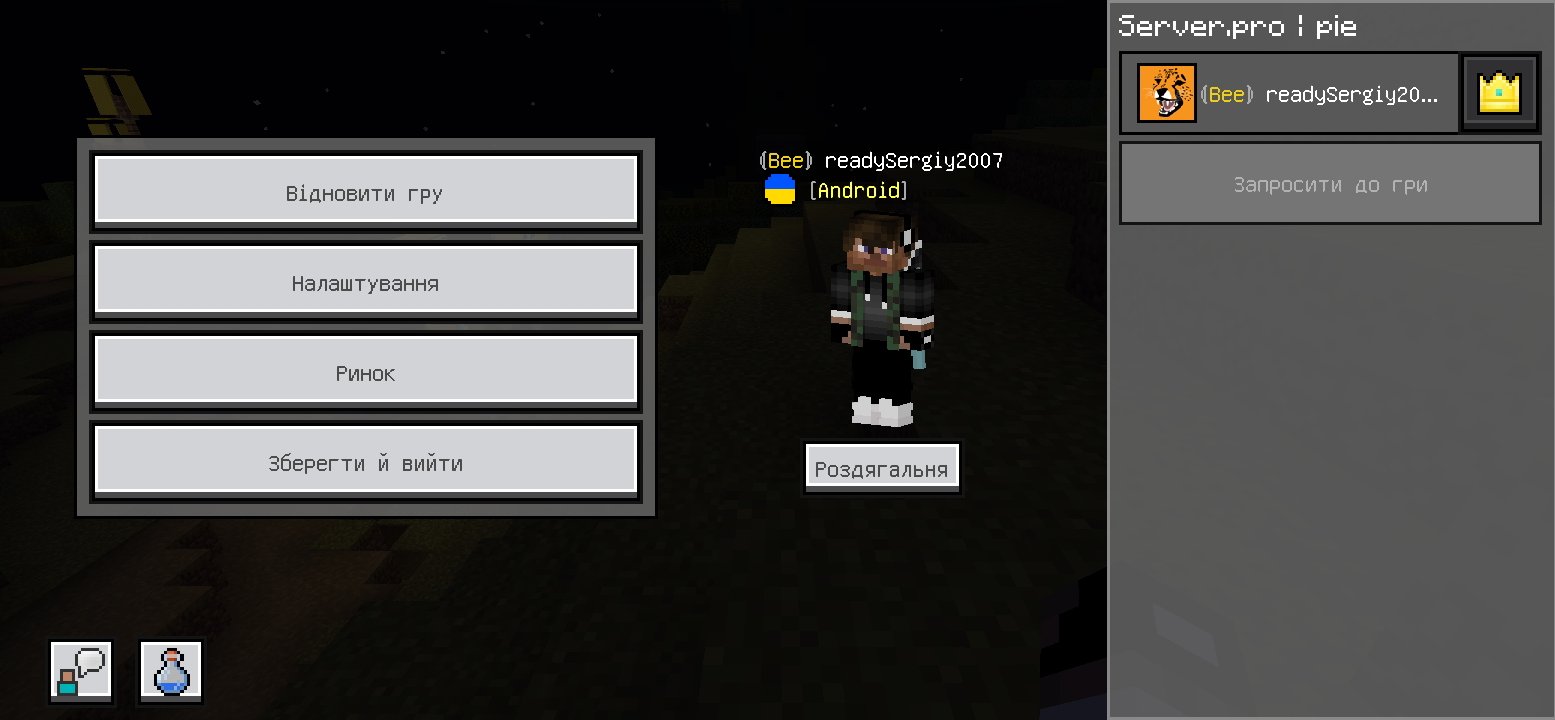 Server.pro | pie
(Bee) readySergiy20...
Запросити до гри
(Bee) readySergiy2007
[Android]
Відновити гру
Налаштування
Ринок
Зберегти й вийти
Роздягальня